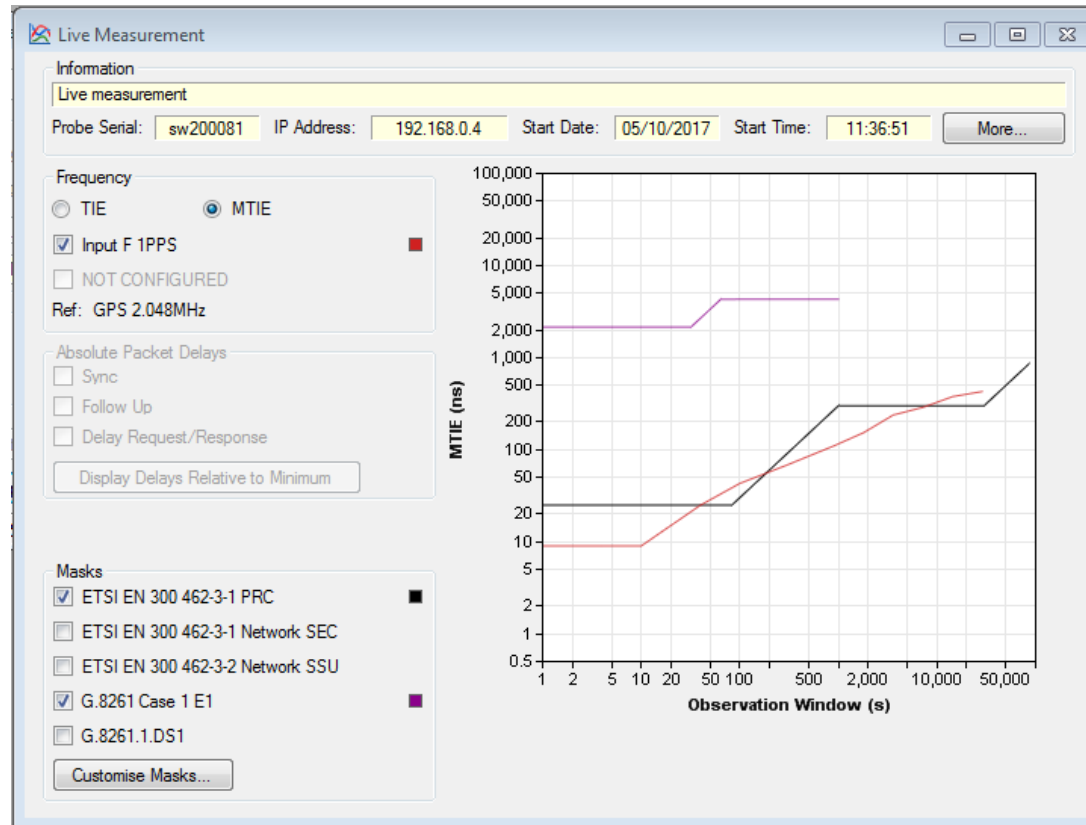 Live Measurement
Information
Live measurement
Probe Serial: sw200081 IP Address: 192.168.0.4 Start Date: 05/10/2017 Start Time: 11:36:51 More...
Frequency
TIE MTIE
Input F 1PPS
NOT CONFIGURED
Ref: GPS 2.048MHz
Absolute Packet Delays
Sync
Follow Up
Delay Request/Response
Display Delays Relative to Minimum
Masks
ETSI EN 300 462-3-1 PRC
ETSI EN 300 462-3-1 Network SEC
ETSI EN 300 462-3-2 Network SSU
G.8261 Case 1 E1
G.8261.1.DS1
Customise Masks...
MTIE (ns)
100,000
50,000
20,000
10,000
5,000
2,000
1,000
500
200
100
50
20
10
5
2
1
0.5
1 2 5 10 20 50 100 500 2,000 10,000 50,000
Observation Window (s)